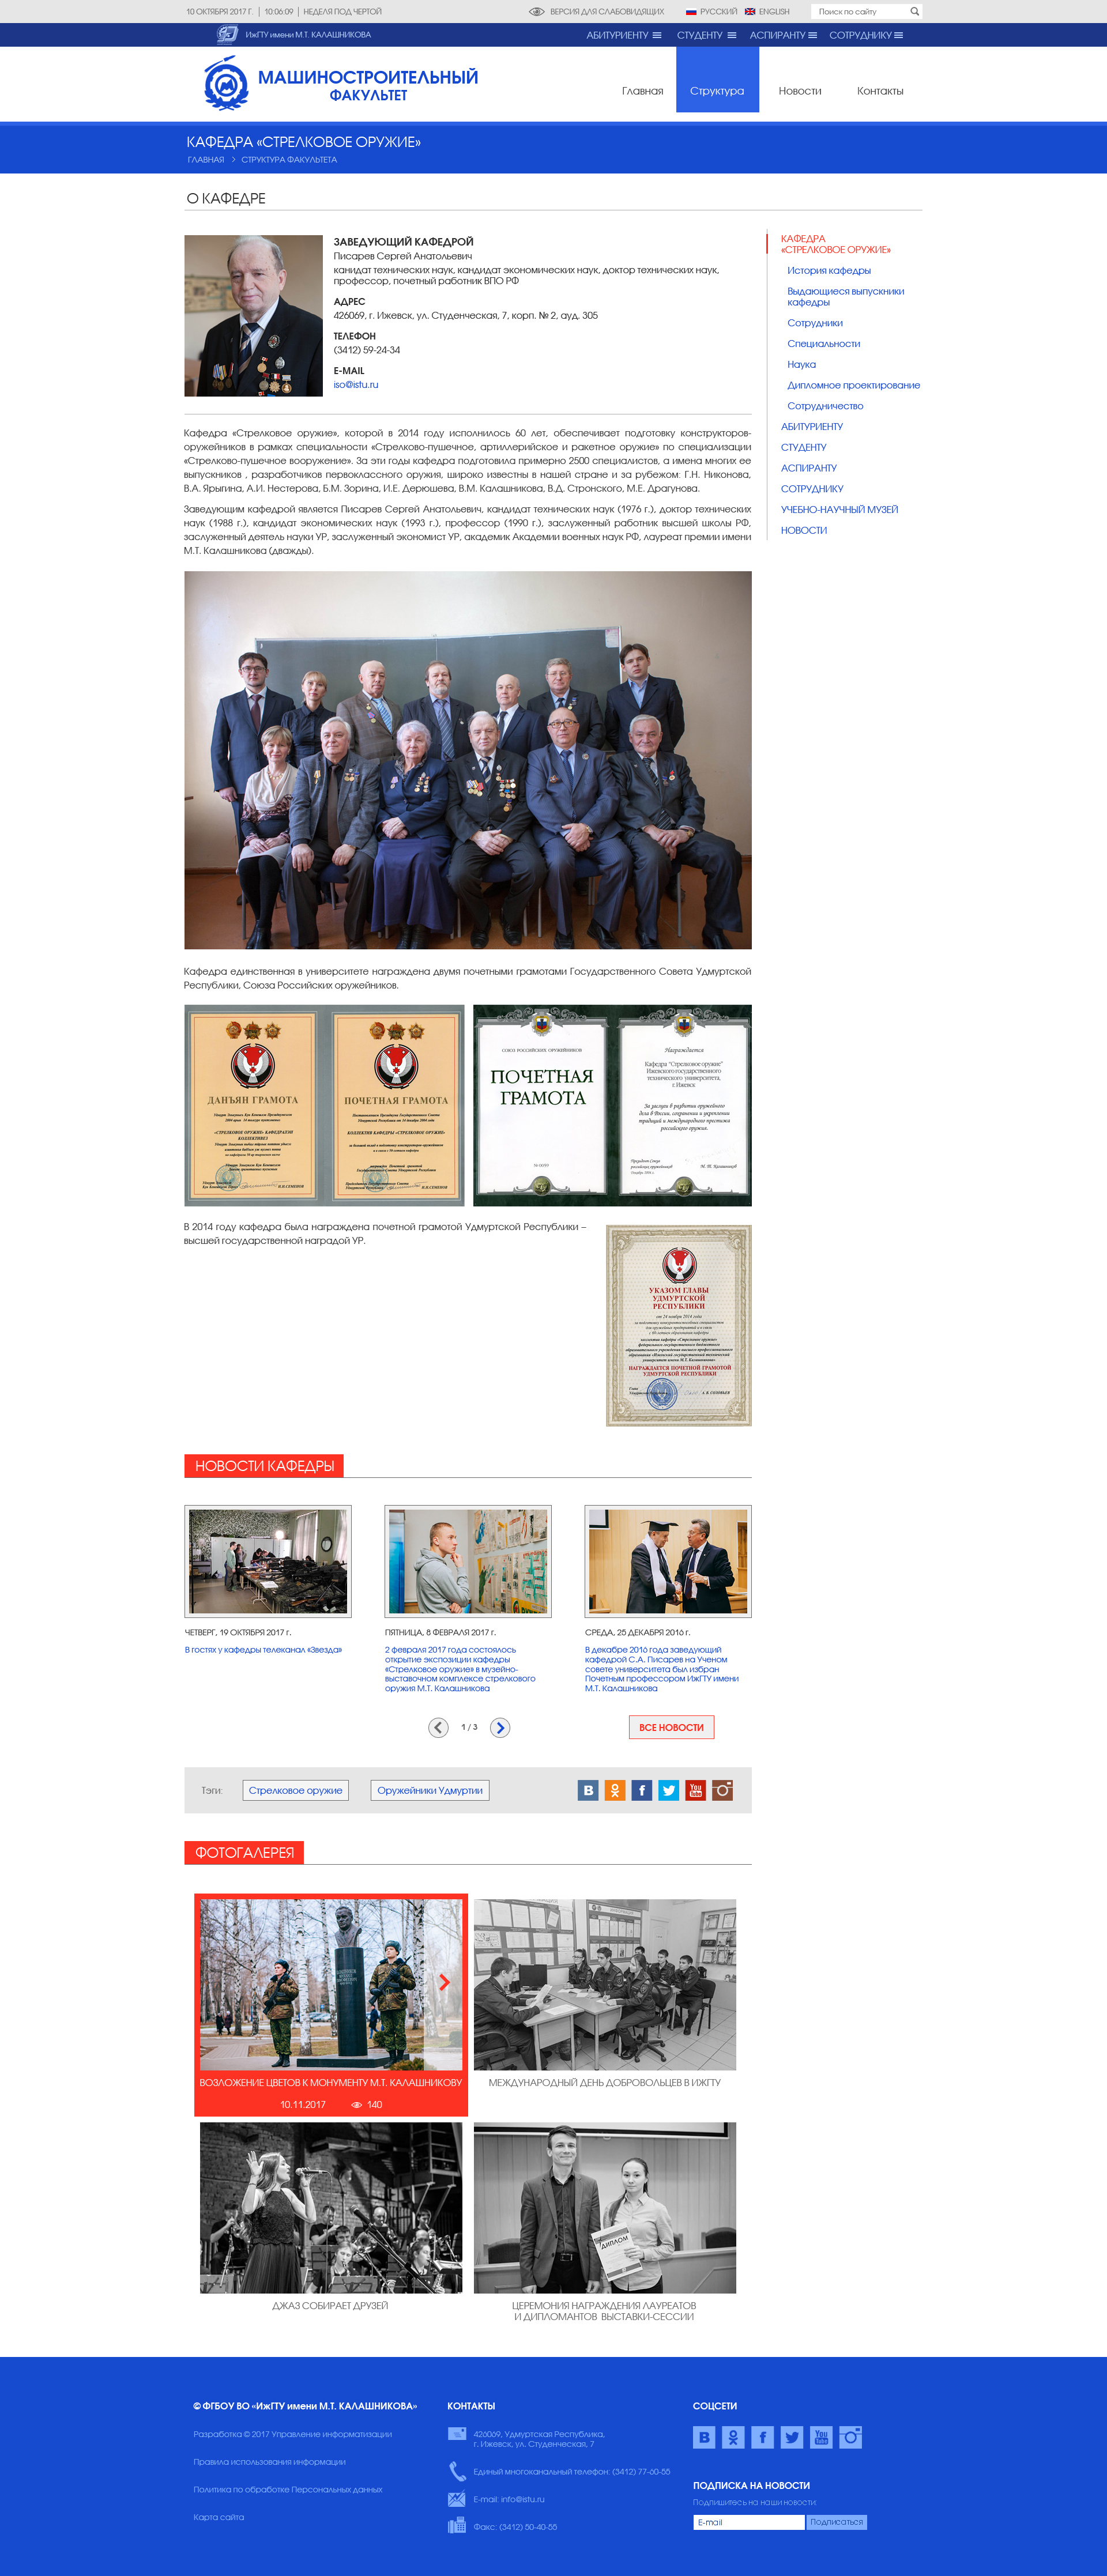 10 ОКТЯБРЯ 2017 Г. | 10:06:09 | НЕДЕЛЯ ПОД ЧЕРТОЙ
ВЕРСИЯ ДЛЯ СЛАБОВИДЯЩИХ
РУССКИЙ
ENGLISH
Поиск по сайту
ИжГТУ имени М.Т. КАЛАШНИКОВА
АБИТУРИЕНТУ
СТУДЕНТУ
АСПИРАНТУ
СОТРУДНИКУ
МАШИНОСТРОИТЕЛЬНЫЙ
ФАКУЛЬТЕТ
Главная
Структура
Новости
Контакты
КАФЕДРА «СТРЕЛКОВОЕ ОРУЖИЕ»
ГЛАВНАЯ > СТРУКТУРА ФАКУЛЬТЕТА
О КАФЕДРЕ
ЗАВЕДУЮЩИЙ КАФЕДРОЙ
Писарев Сергей Анатольевич
канидат технических наук, кандидат экономических наук, доктор технических наук,
профессор, почетный работник ВПО РФ
АДРЕС
426069, г. Ижевск, ул. Студенческая, 7, корп. № 2, ауд. 305
ТЕЛЕФОН
(3412) 59-24-34
E-MAIL
iso@istu.ru
КАФЕДРА
«СТРЕЛКОВОЕ ОРУЖИЕ»
История кафедры
Выдающиеся выпускники
кафедры
Сотрудники
Специальности
Наука
Дипломное проектирование
Сотрудничество
АБИТУРИЕНТУ
СТУДЕНТУ
АСПИРАНТУ
СОТРУДНИКУ
УЧЕБНО-НАУЧНЫЙ МУЗЕЙ
НОВОСТИ
Кафедра «Стрелковое оружие», которой в 2014 году исполнилось 60 лет, обеспечивает подготовку конструкторов-
оружейников в рамках специальности «Стрелково-пушечное, артиллерийское и ракетное оружие» по специализации
«Стрелково-пушечное вооружение». За эти годы кафедра подготовила примерно 2500 специалистов, а имена многих ее
выпускников , разработчиков первоклассного оружия, широко известны в нашей стране и за рубежом: Г.Н. Никонова,
В.А. Ярыгина, А.И. Нестерова, Б.М. Зорина, И.Е. Дерюшева, В.М. Калашникова, В.Д. Стронского, М.Е. Драгунова.
Заведующим кафедрой является Писарев Сергей Анатольевич, кандидат технических наук (1976 г.), доктор технических
наук (1988 г.), кандидат экономических наук (1993 г.), профессор (1990 г.), заслуженный работник высшей школы РФ,
заслуженный деятель науки УР, заслуженный экономист УР, академик Академии военных наук РФ, лауреат премии имени
М.Т. Калашникова (дважды).
Кафедра единственная в университете награждена двумя почетными грамотами Государственного Совета Удмуртской
Республики, Союза Российских оружейников.
ДАНЪЯН ГРАМОТА
ПОЧЕТНАЯ ГРАМОТА
СОЮЗ РОССИЙСКИХ ОРУЖЕЙНИКОВ
ПОЧЕТНАЯ
ГРАМОТА
Награждается
Кафедра "Стрелковое оружие"
Ижевского государственного
технического университета,
г. Ижевск
За заслуги в развитии оружейного
дела в России, сохранении и укреплении
традиций и международного престижа
российского оружия.
В 2014 году кафедра была награждена почетной грамотой Удмуртской Республики –
высшей государственной наградой УР.
УКАЗОМ ГЛАВЫ
УДМУРТСКОЙ
РЕСПУБЛИКИ
НАГРАЖДАЕТСЯ ПОЧЕТНОЙ ГРАМОТОЙ
УДМУРТСКОЙ РЕСПУБЛИКИ
НОВОСТИ КАФЕДРЫ
ЧЕТВЕРГ, 19 ОКТЯБРЯ 2017 г.
В гостях у кафедры телеканал «Звезда»
ПЯТНИЦА, 8 ФЕВРАЛЯ 2017 г.
2 февраля 2017 года состоялось
открытие экспозиции кафедры
«Стрелковое оружие» в музейно-
выставочном комплексе стрелкового
оружия М.Т. Калашникова
СРЕДА, 25 ДЕКАБРЯ 2016 г.
В декабре 2016 года заведующий
кафедрой С.А. Писарев на Ученом
совете университета был избран
Почетным профессором ИжГТУ имени
М.Т. Калашникова
1 / 3
ВСЕ НОВОСТИ
Тэги:
Стрелковое оружие
Оружейники Удмуртии
You Tube
ФОТОГАЛЕРЕЯ
ВОЗЛОЖЕНИЕ ЦВЕТОВ К МОНУМЕНТУ М.Т. КАЛАШНИКОВУ
10.11.2017
140
МЕЖДУНАРОДНЫЙ ДЕНЬ ДОБРОВОЛЬЦЕВ В ИЖГТУ
ДИПЛОМ
ДЖАЗ СОБИРАЕТ ДРУЗЕЙ
ЦЕРЕМОНИЯ НАГРАЖДЕНИЯ ЛАУРЕАТОВ
И ДИПЛОМАНТОВ ВЫСТАВКИ-СЕССИИ
© ФГБОУ ВО «ИжГТУ имени М.Т. КАЛАШНИКОВА»
Разработка © 2017 Управление информатизации
Правила использования информации
Политика по обработке Персональных данных
Карта сайта
КОНТАКТЫ
426069, Удмуртская Республика,
г. Ижевск, ул. Студенческая, 7
Единый многоканальный телефон: (3412) 77-60-55
E-mail: info@istu.ru
Факс: (3412) 50-40-55
СОЦСЕТИ
You Tube
ПОДПИСКА НА НОВОСТИ
Подпишитесь на наши новости:
E-mail
Подписаться